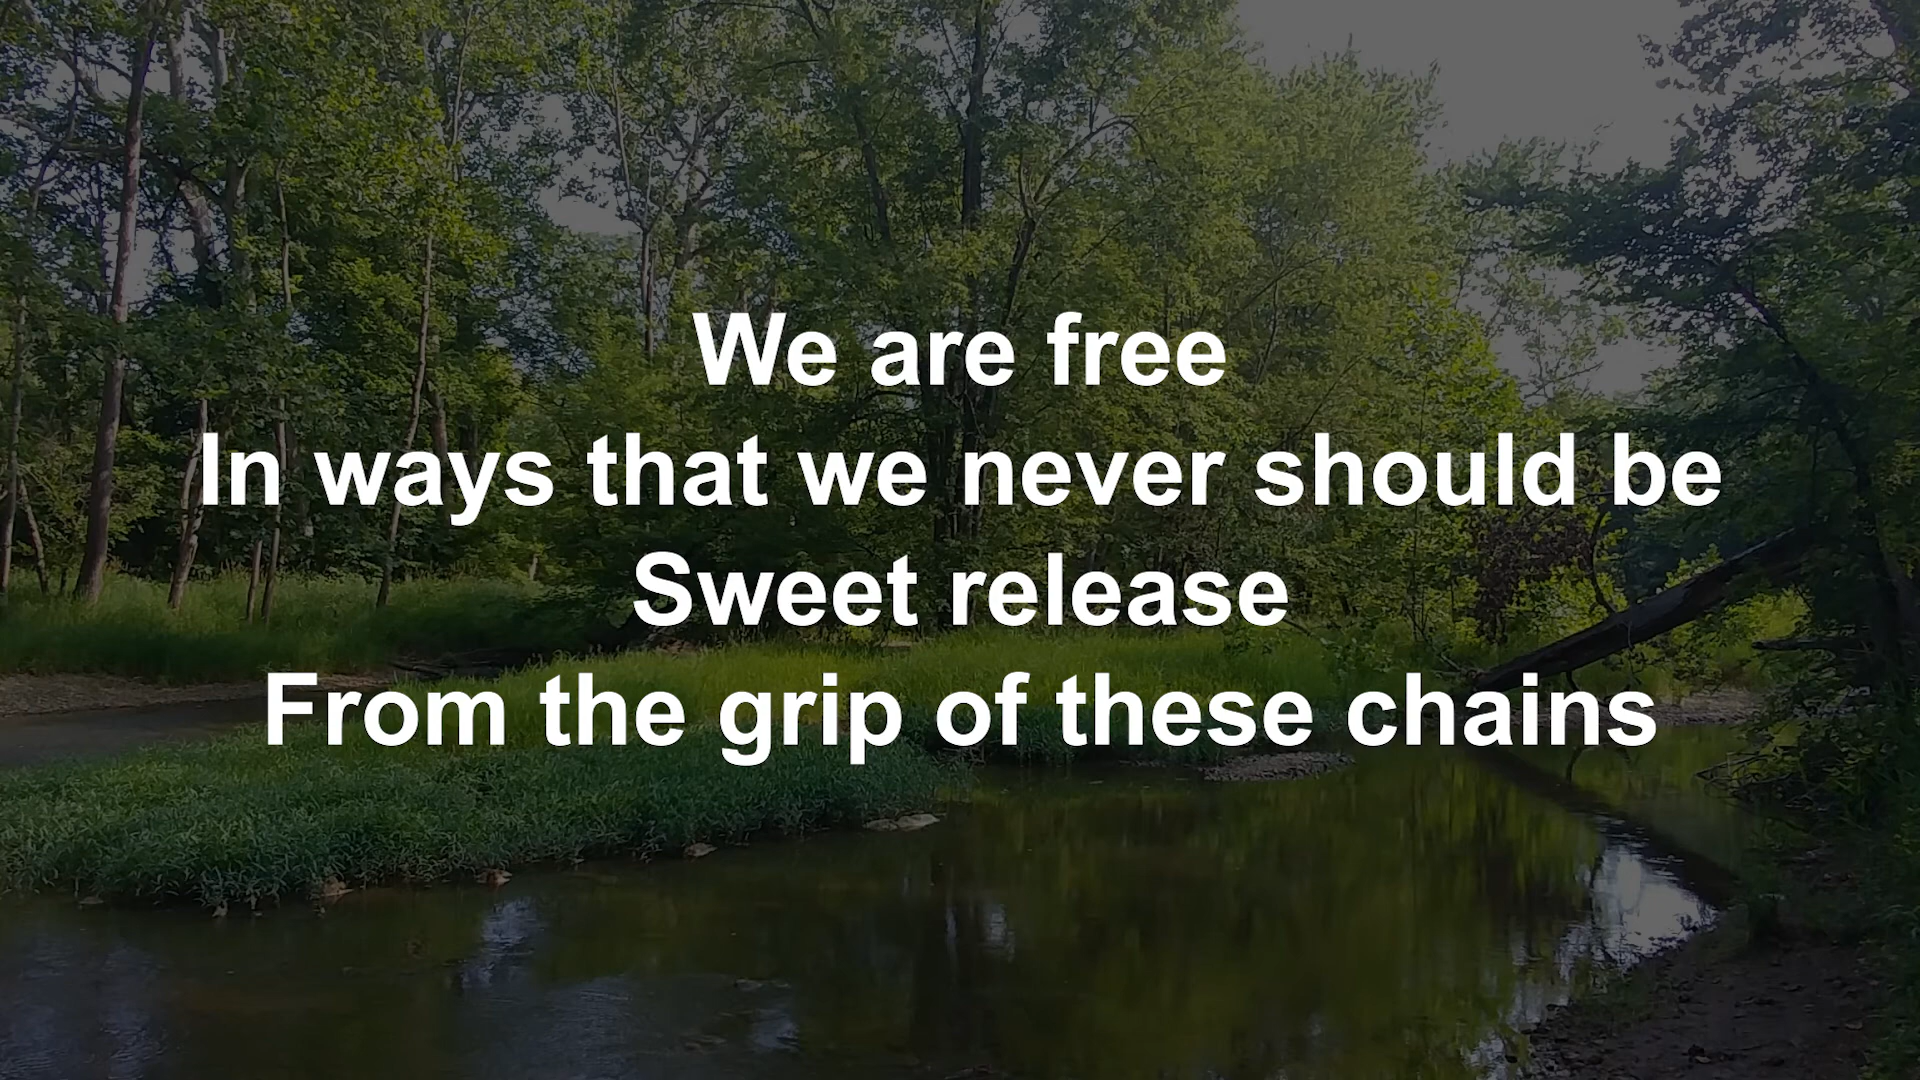 We are free
In ways that we never should be
Sweet release
From the grip of these chains